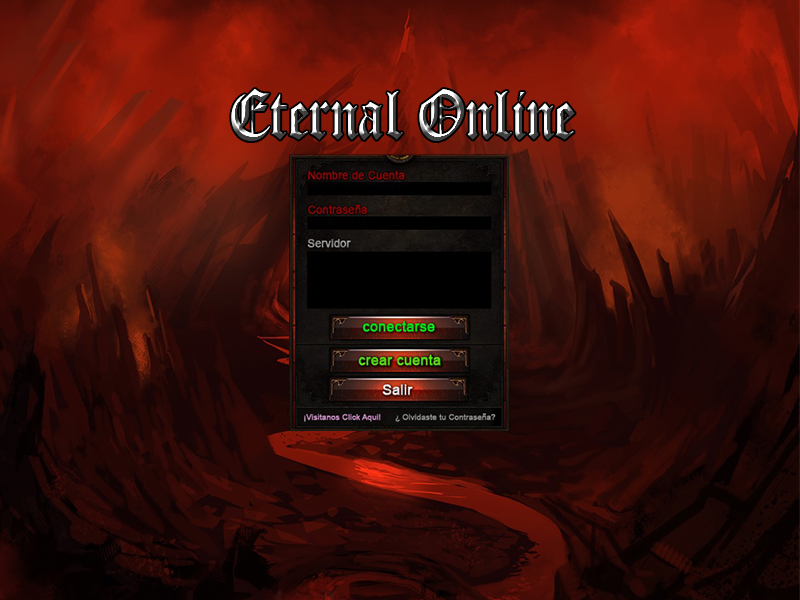 Eternal Online
Nombre de Cuenta
Contraseña
Servidor
conectarse
crear cuenta
Salir
¡Visitanos Click Aqui! ¿ Olvidaste tu Contraseña?